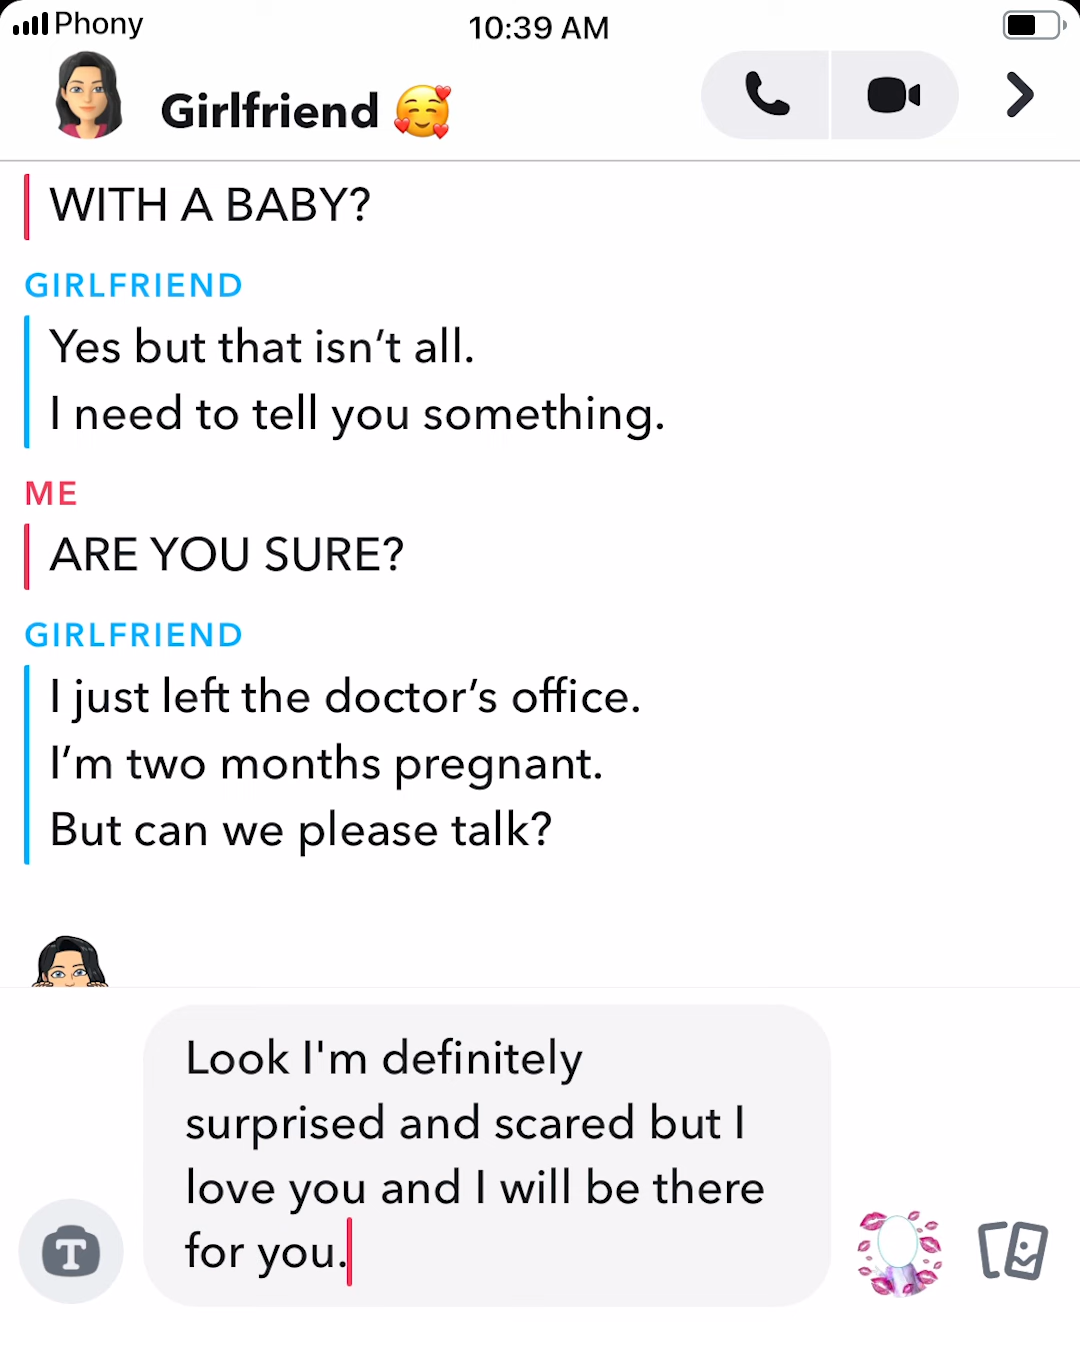 Phony
10:39 AM
Girlfriend 🥰
WITH A BABY?
GIRLFRIEND
Yes but that isn’t all.
I need to tell you something.
ME
ARE YOU SURE?
GIRLFRIEND
I just left the doctor’s office.
I’m two months pregnant.
But can we please talk?
Look I'm definitely
surprised and scared but I
love you and I will be there
for you.
T